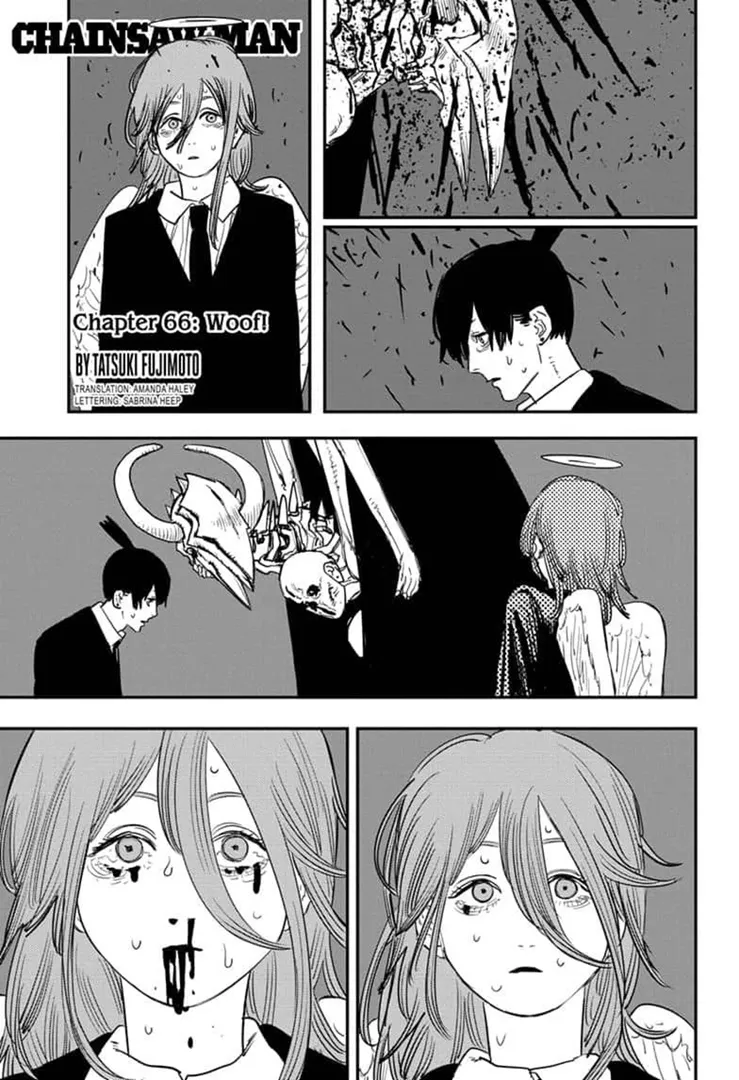 CHAINSAW MAN
Chapter 66: Woof!
BY TATSUKI FUJIMOTO
TRANSLATION: AMANDA HALEY
LETTERING: SABRINA HEEP